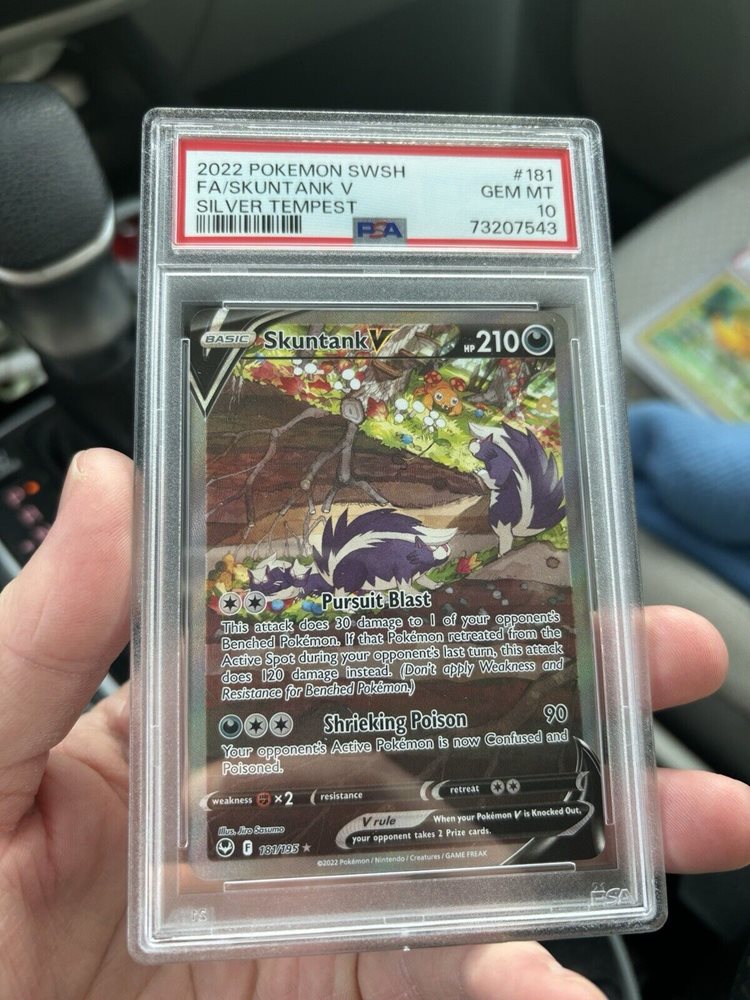 2022 POKEMON SWSH #181
FA/SKUNTANK V GEM MT
SILVER TEMPEST 10
PSA 73207543
BASIC Skuntank V HP 210
Pursuit Blast
This attack does 30 damage to 1 of your opponent's
Benched Pokémon. If that Pokémon retreated from the
Active Spot during your opponent's last turn, this attack
does 120 damage instead. (Don't apply Weakness and
Resistance for Benched Pokémon.)
Shrieking Poison 90
Your opponent's Active Pokémon is now Confused and
Poisoned.
weakness ×2 resistance retreat
V rule When your Pokémon V is Knocked Out,
your opponent takes 2 Prize cards.
Illus. Jiro Sasumo
F 181/195 ★
©2022 Pokémon / Nintendo / Creatures / GAME FREAK
PSA